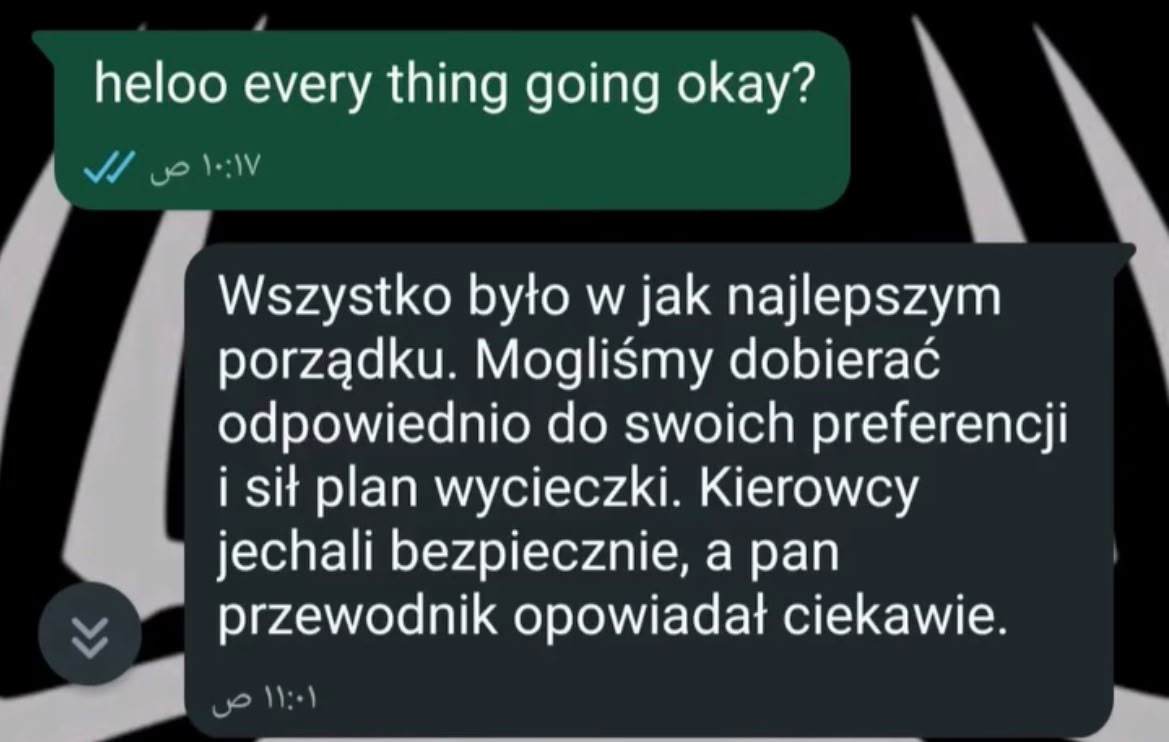 heloo every thing going okay?
١٠:١٧ ص
Wszystko było w jak najlepszym
porządku. Mogliśmy dobierać
odpowiednio do swoich preferencji
i sił plan wycieczki. Kierowcy
jechali bezpiecznie, a pan
przewodnik opowiadał ciekawie.
١١:٠١ ص